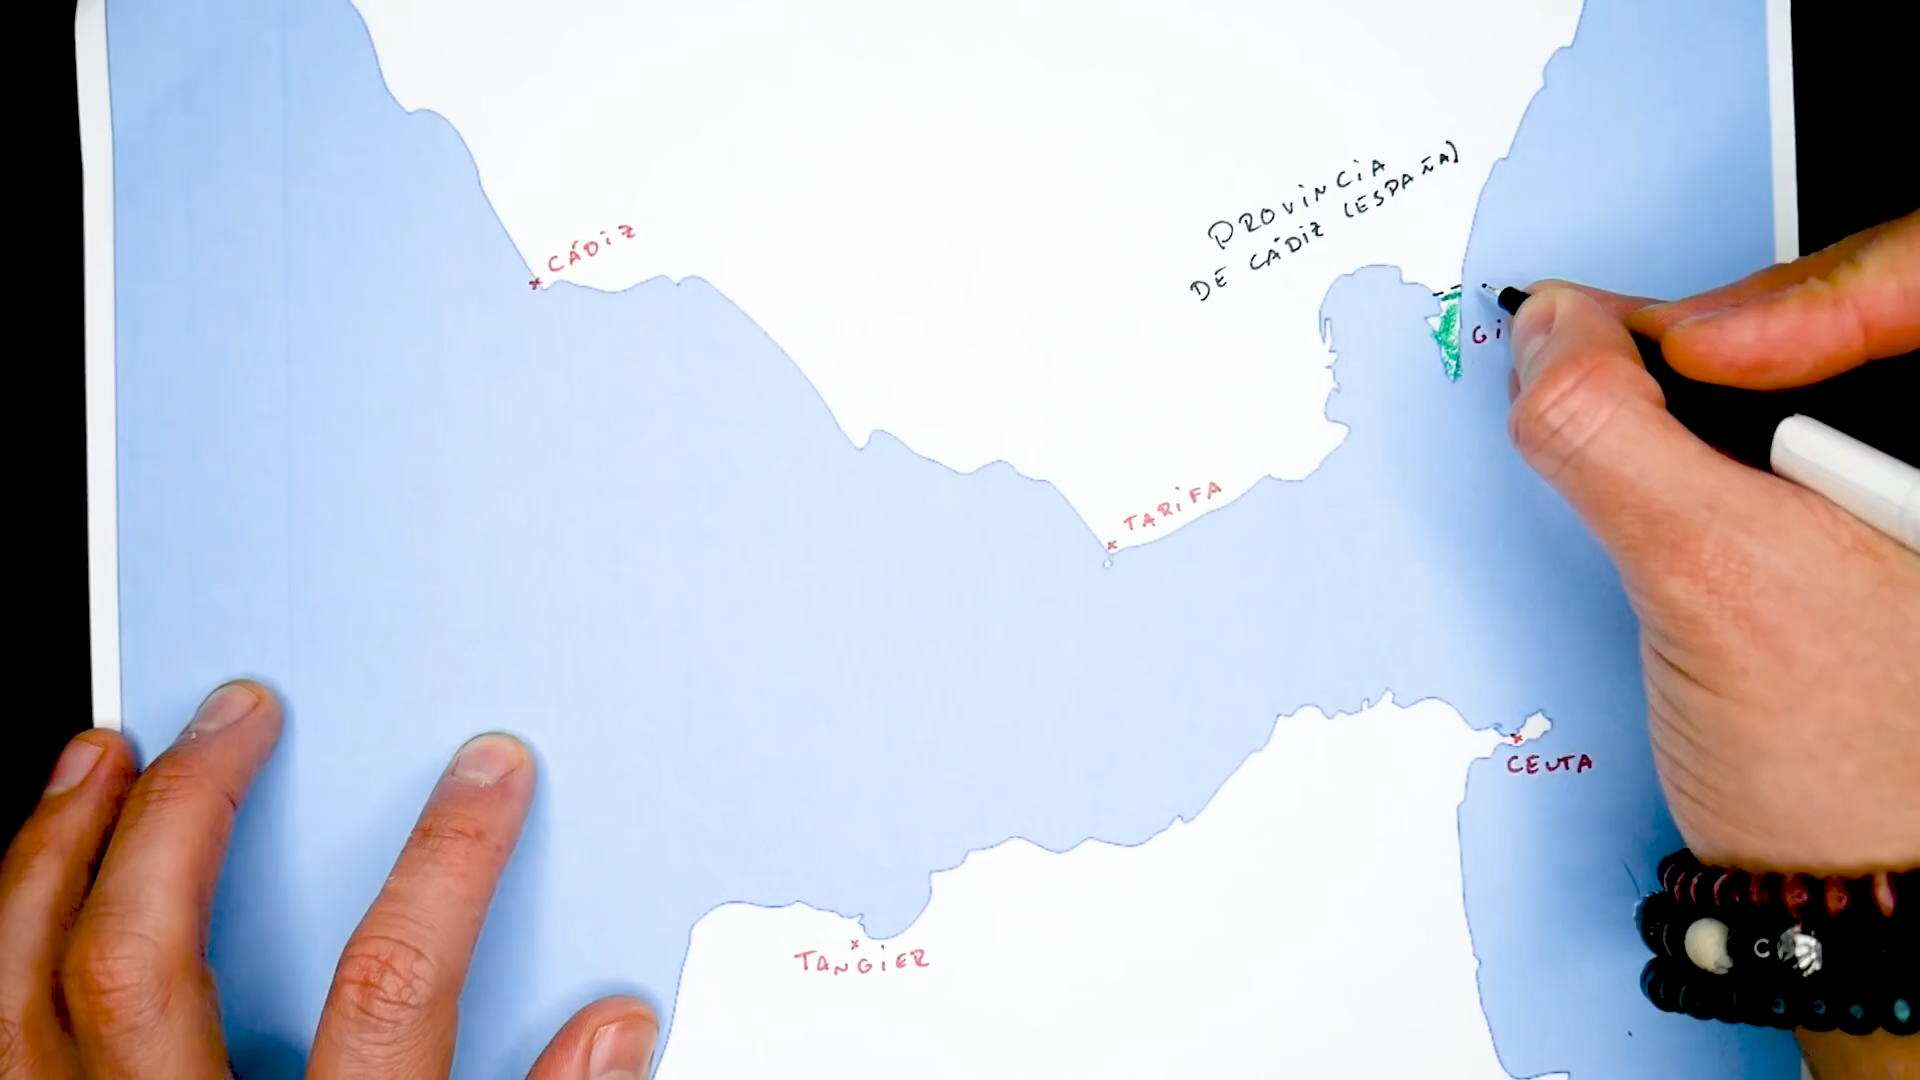 PROVINCIA
DE CÁDIZ (ESPAÑA)
CÁDIZ
TARIFA
CEUTA
TANGIER